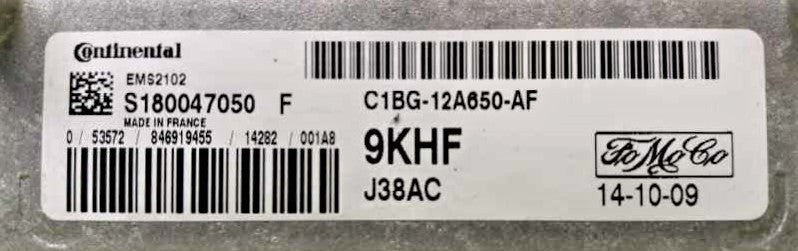 Continental
EMS2102
S180047050 F
MADE IN FRANCE
0 / 53572 / 846919455 / 14282 / 001A8
C1BG-12A650-AF
9KHF
J38AC
FoMoCo
14-10-09